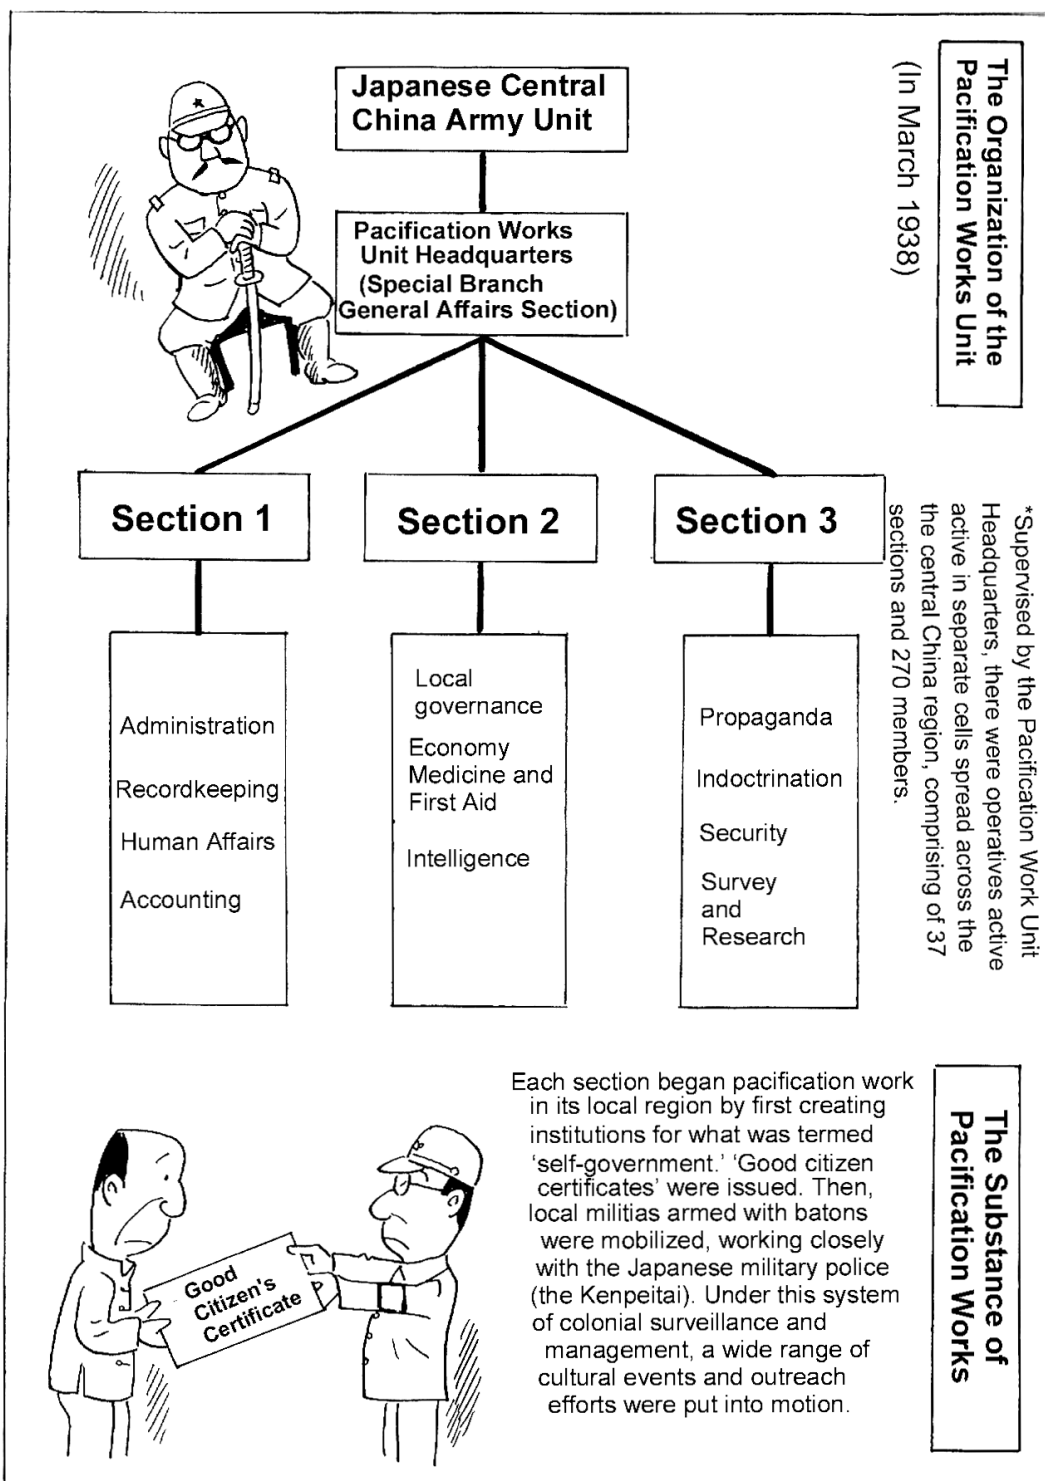 The Organization of the
Pacification Works Unit
(In March 1938)
Japanese Central
China Army Unit
Pacification Works
Unit Headquarters
(Special Branch
General Affairs Section)
Section 1
Administration
Recordkeeping
Human Affairs
Accounting
Section 2
Local
governance
Economy
Medicine and
First Aid
Intelligence
Section 3
Propaganda
Indoctrination
Security
Survey
and
Research
*Supervised by the Pacification Work Unit
Headquarters, there were operatives active
active in separate cells spread across the
the central China region, comprising of 37
sections and 270 members.
The Substance of
Pacification Works
Each section began pacification work
in its local region by first creating
institutions for what was termed
'self-government.' 'Good citizen
certificates' were issued. Then,
local militias armed with batons
were mobilized, working closely
with the Japanese military police
(the Kenpeitai). Under this system
of colonial surveillance and
management, a wide range of
cultural events and outreach
efforts were put into motion.
Good
Citizen's
Certificate